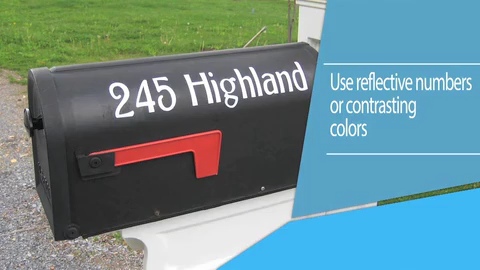 245 Highland
Use reflective numbers
or contrasting
colors